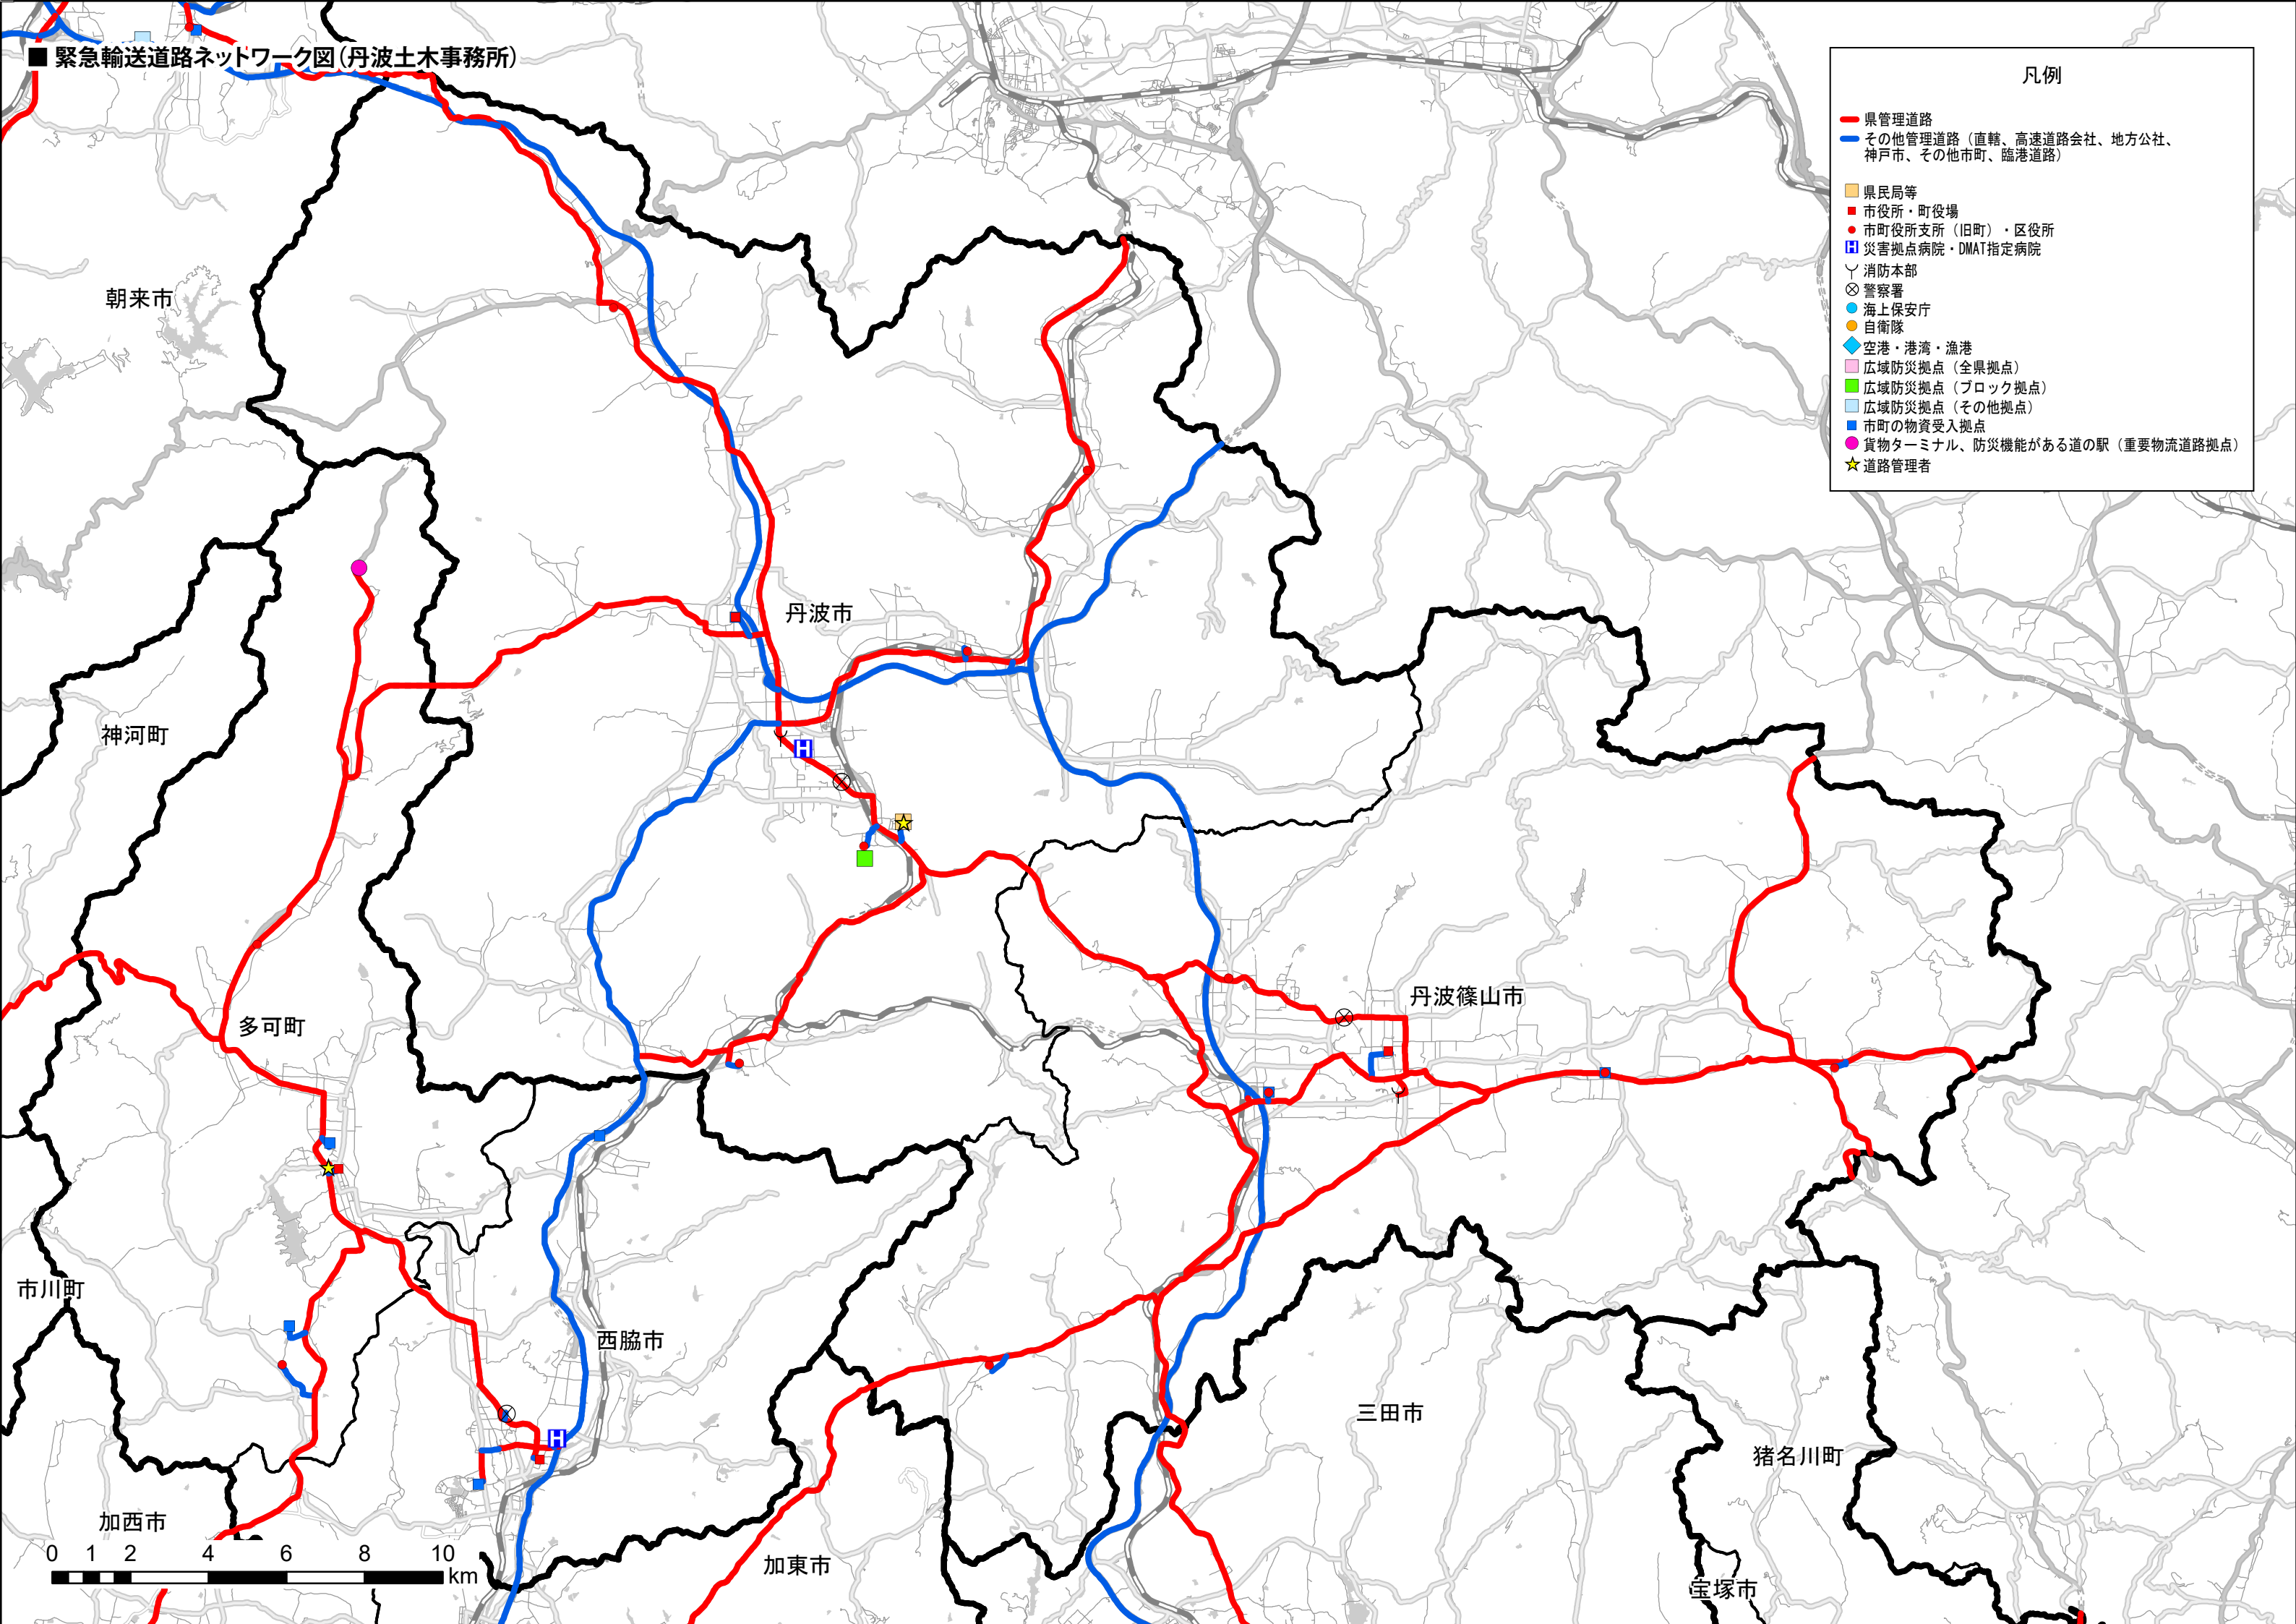 ■ 緊急輸送道路ネットワーク図(丹波土木事務所)
凡例
県管理道路
その他管理道路（直轄、高速道路会社、地方公社、
神戸市、その他市町、臨港道路）
県民局等
市役所・町役場
市町役所支所（旧町）・区役所
H 災害拠点病院・DMAT指定病院
消防本部
警察署
海上保安庁
自衛隊
空港・港湾・漁港
広域防災拠点（全県拠点）
広域防災拠点（ブロック拠点）
広域防災拠点（その他拠点）
市町の物資受入拠点
貨物ターミナル、防災機能がある道の駅（重要物流道路拠点）
道路管理者
朝来市
丹波市
神河町
H
丹波篠山市
多可町
市川町
西脇市
三田市
H
猪名川町
加西市
加東市
宝塚市
0 1 2 4 6 8 10
km